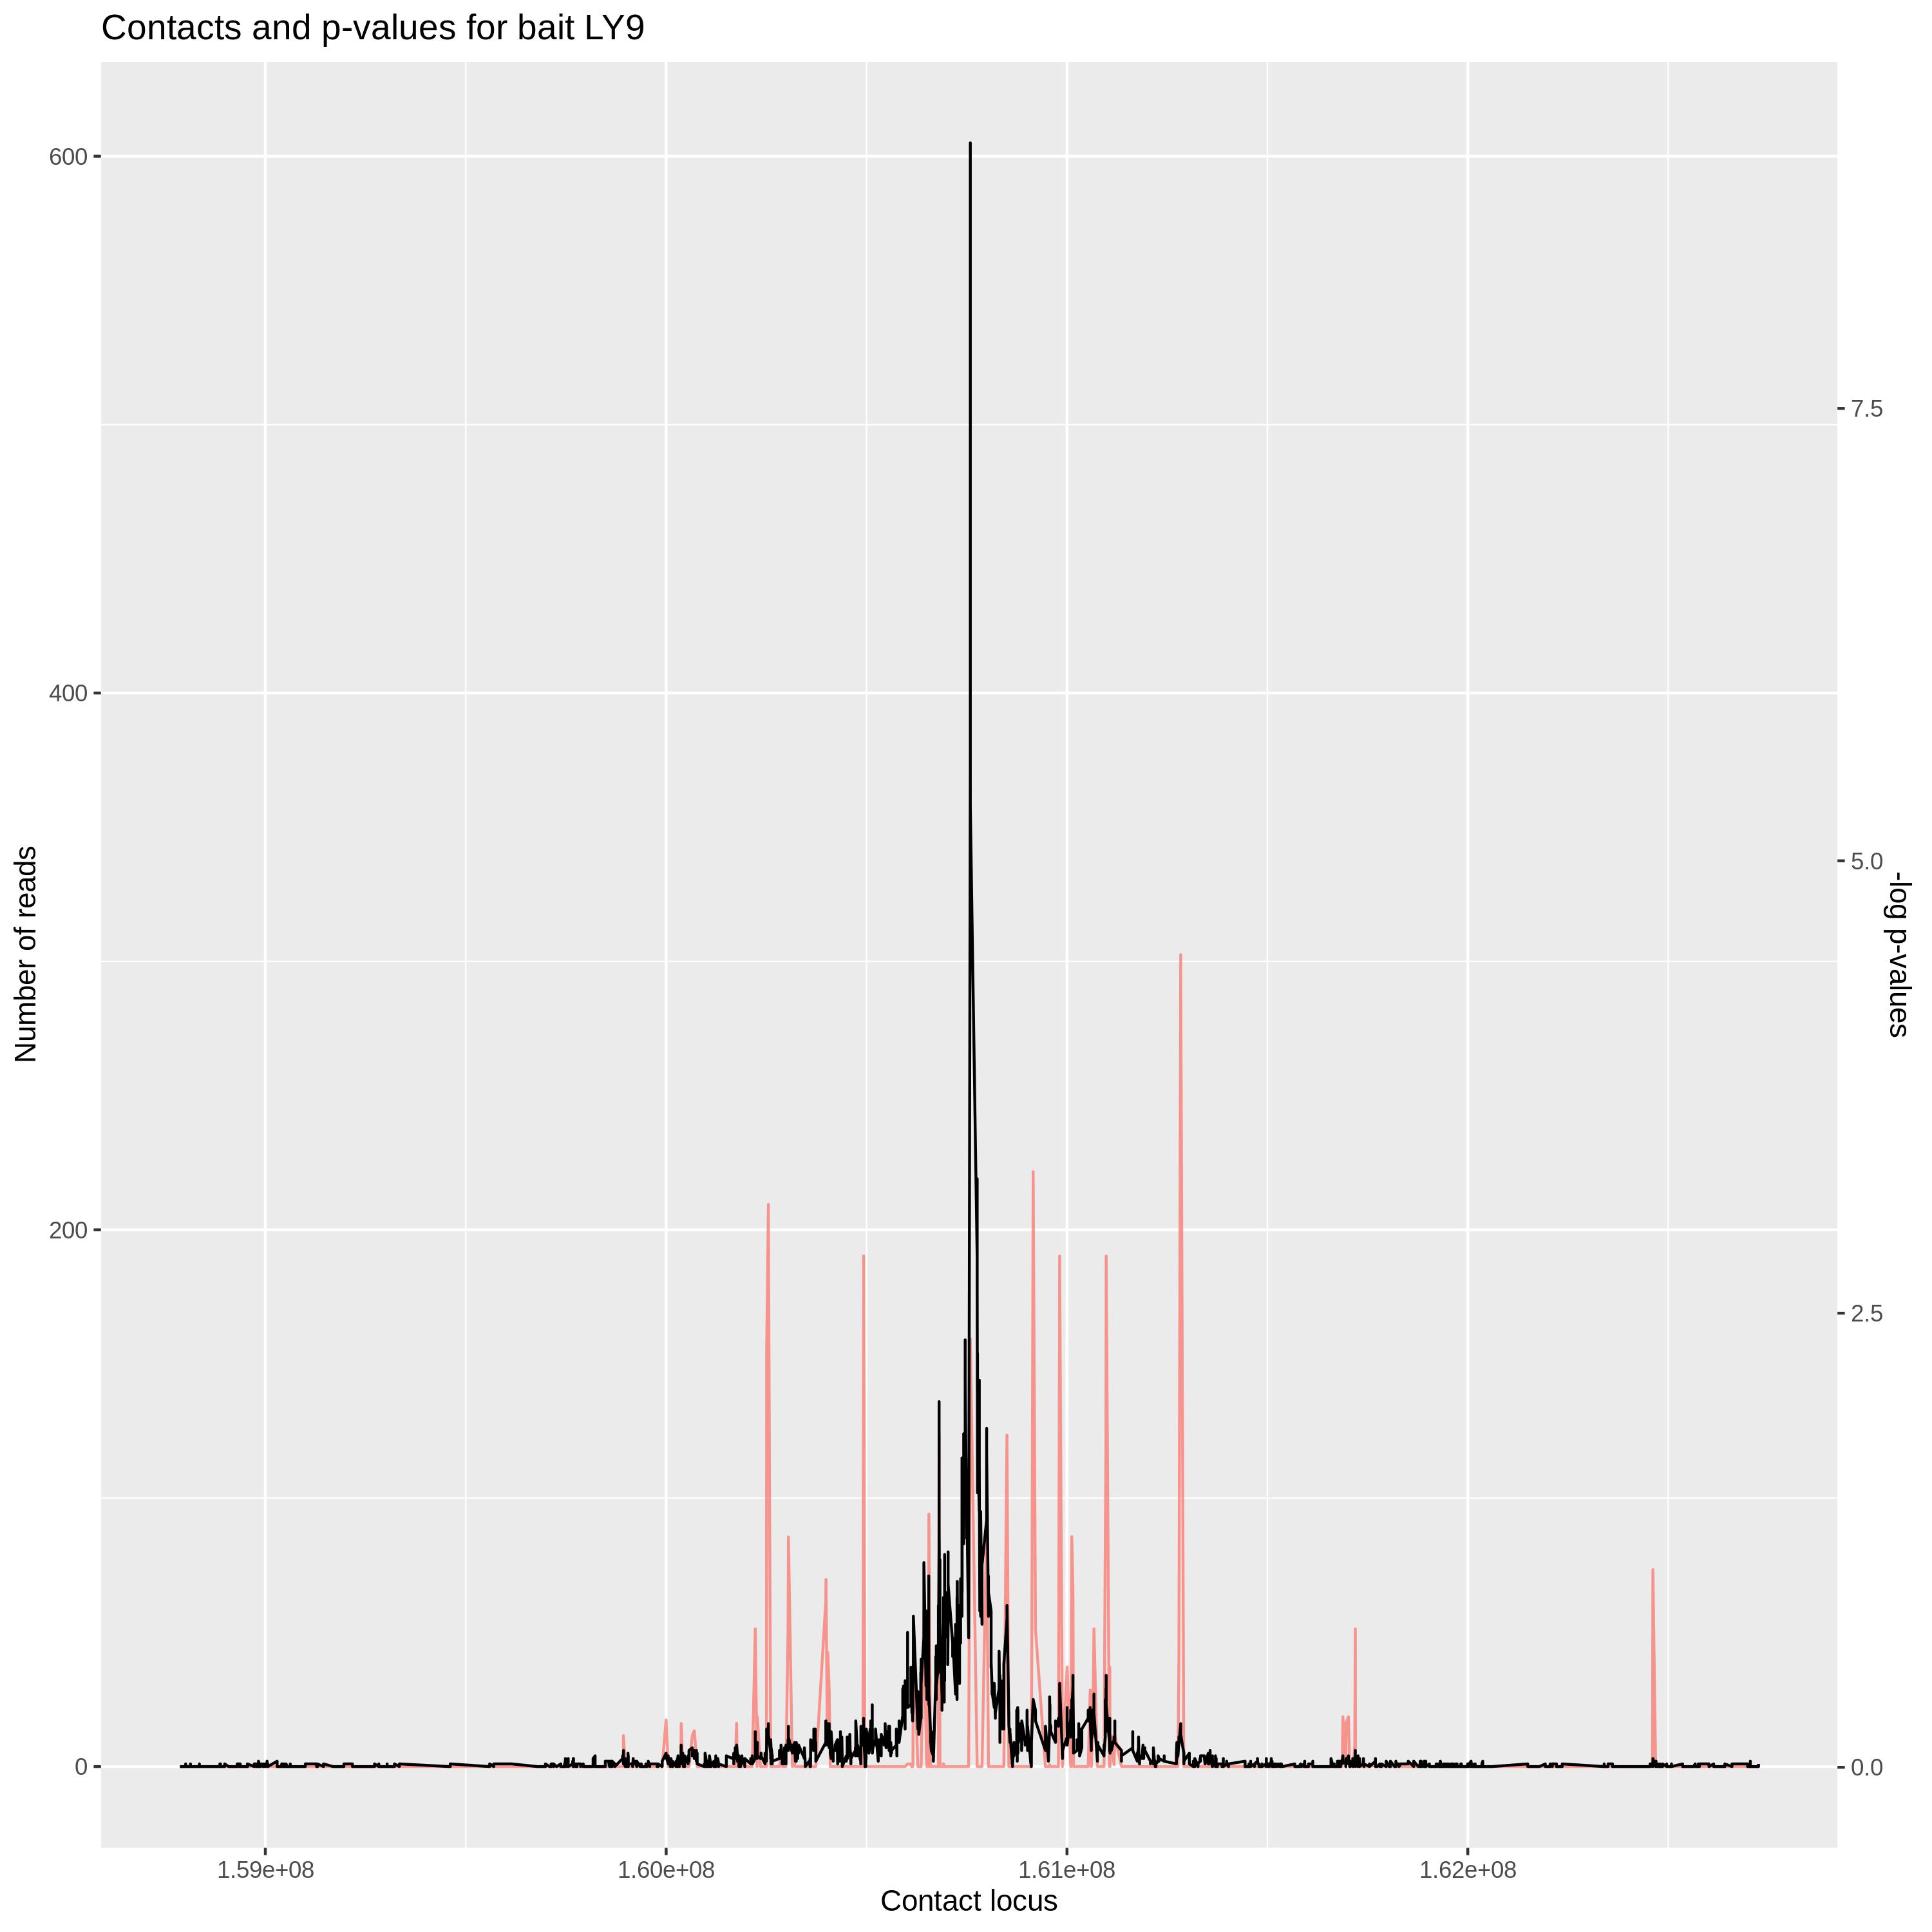 Contacts and p-values for bait LY9
600
400
200
0
Number of reads
7.5
5.0
2.5
0.0
-log p-values
1.59e+08
1.60e+08
1.61e+08
1.62e+08
Contact locus